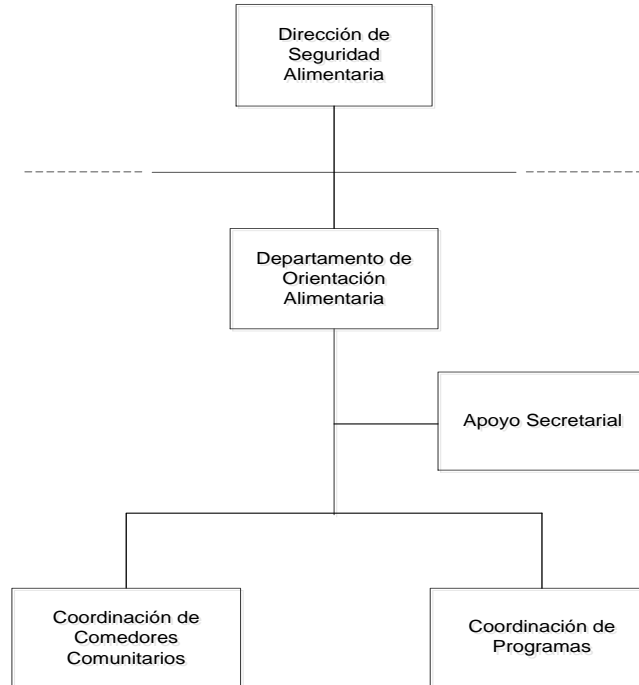 Dirección de
Seguridad
Alimentaria
Departamento de
Orientación
Alimentaria
Apoyo Secretarial
Coordinación de
Comedores
Comunitarios
Coordinación de
Programas